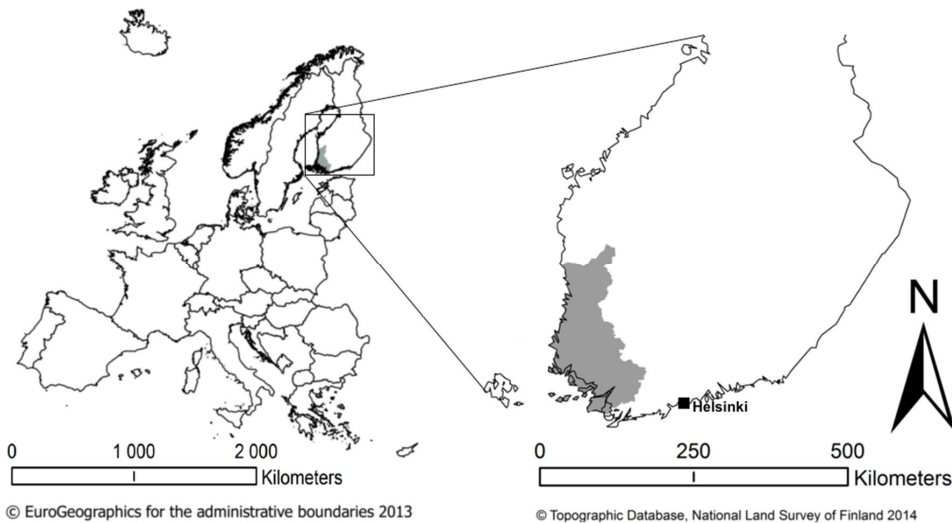 N
Helsinki
0 1 000 2 000
Kilometers
0 250 500
Kilometers
© EuroGeographics for the administrative boundaries 2013
© Topographic Database, National Land Survey of Finland 2014